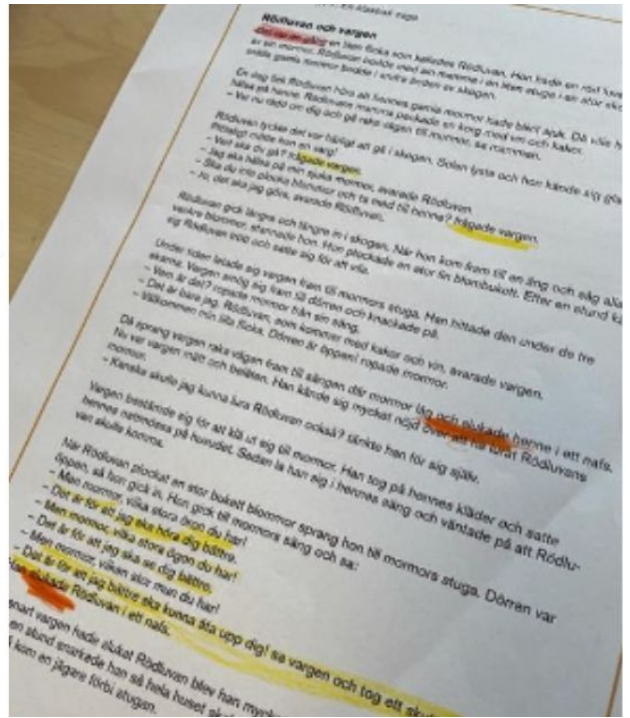 En klassisk saga
Rödluvan och vargen
Det var en gång en liten flicka som kallades Rödluvan. Hon hade en röd luva
av sin mormor. Rödluvan bodde med sin mamma i en liten stuga i en stor sko
snälla gamla mormor bodde i andra änden av skogen.
En dag fick Rödluvan höra att hennes gamla mormor hade blivit sjuk. Då ville h
hälsa på henne. Rödluvans mamma packade en korg med vin och kakor.
– Var nu rädd om dig och gå raka vägen till mormor, sa mamman.
Rödluvan tyckte det var härligt att gå i skogen. Solen lyste och hon kände sig gla
Plötsligt mötte hon en varg!
– Vart ska du gå? frågade vargen.
– Jag ska hälsa på min sjuka mormor, svarade Rödluvan.
– Ska du inte plocka blommor och ta med till henne? frågade vargen.
– Jo, det ska jag göra, svarade Rödluvan.
Rödluvan gick längre och längre in i skogen. När hon kom fram till en äng och såg alla
vackra blommor, stannade hon. Hon plockade en stor fin blombukett. Efter en stund kä
sig Rödluvan trött och satte sig för att vila.
Under tiden letade sig vargen fram till mormors stuga. Han hittade den under de tre
ekarna. Vargen smög sig fram till dörren och knackade på.
– Vem är det? ropade mormor från sin säng.
– Det är bara jag, Rödluvan, som kommer med kakor och vin, svarade vargen.
– Välkommen min lilla flicka. Dörren är öppen! ropade mormor.
Då sprang vargen raka vägen fram till sängen där mormor låg och slukade henne i ett nafs.
Nu var vargen mätt och belåten. Han kände sig mycket nöjd över att ha lurat Rödluvans
mormor.
– Kanske skulle jag kunna lura Rödluvan också? tänkte han för sig själv.
Vargen bestämde sig för att klä ut sig till mormor. Han tog på hennes kläder och satte
hennes nattmössa på huvudet. Sedan la han sig i hennes säng och väntade på att Rödlu-
van skulle komma.
När Rödluvan plockat en stor bukett blommor sprang hon till mormors stuga. Dörren var
öppen, så hon gick in. Hon gick till mormors säng och sa:
– Men mormor, vilka stora öron du har!
– Det är för att jag ska höra dig bättre.
– Men mormor, vilka stora ögon du har!
– Det är för att jag ska se dig bättre.
– Men mormor, vilken stor mun du har!
– Det är för att jag bättre ska kunna äta upp dig! sa vargen och tog ett sku
slukade Rödluvan i ett nafs.
snart vargen hade slukat Rödluvan blev han mycke
en stund snarkade han så hela huset sk
kom en jägare förbi stugan.